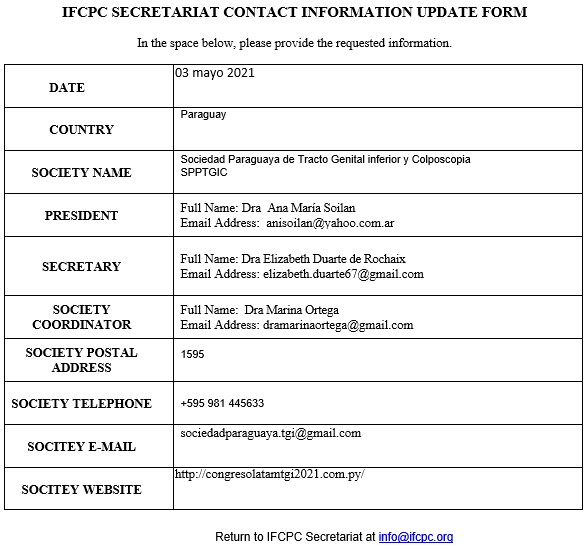 IFCPC SECRETARIAT CONTACT INFORMATION UPDATE FORM
In the space below, please provide the requested information.
DATE
03 mayo 2021
COUNTRY
Paraguay
SOCIETY NAME
Sociedad Paraguaya de Tracto Genital inferior y Colposcopia
SPPTGIC
PRESIDENT
Full Name: Dra Ana María Soilan
Email Address: anisoilan@yahoo.com.ar
SECRETARY
Full Name: Dra Elizabeth Duarte de Rochaix
Email Address: elizabeth.duarte67@gmail.com
SOCIETY
COORDINATOR
Full Name: Dra Marina Ortega
Email Address: dramarinaortega@gmail.com
SOCIETY POSTAL
ADDRESS
1595
SOCIETY TELEPHONE
+595 981 445633
SOCITEY E-MAIL
sociedadparaguaya.tgi@gmail.com
SOCITEY WEBSITE
http://congresolatamtgi2021.com.py/
Return to IFCPC Secretariat at info@ifcpc.org